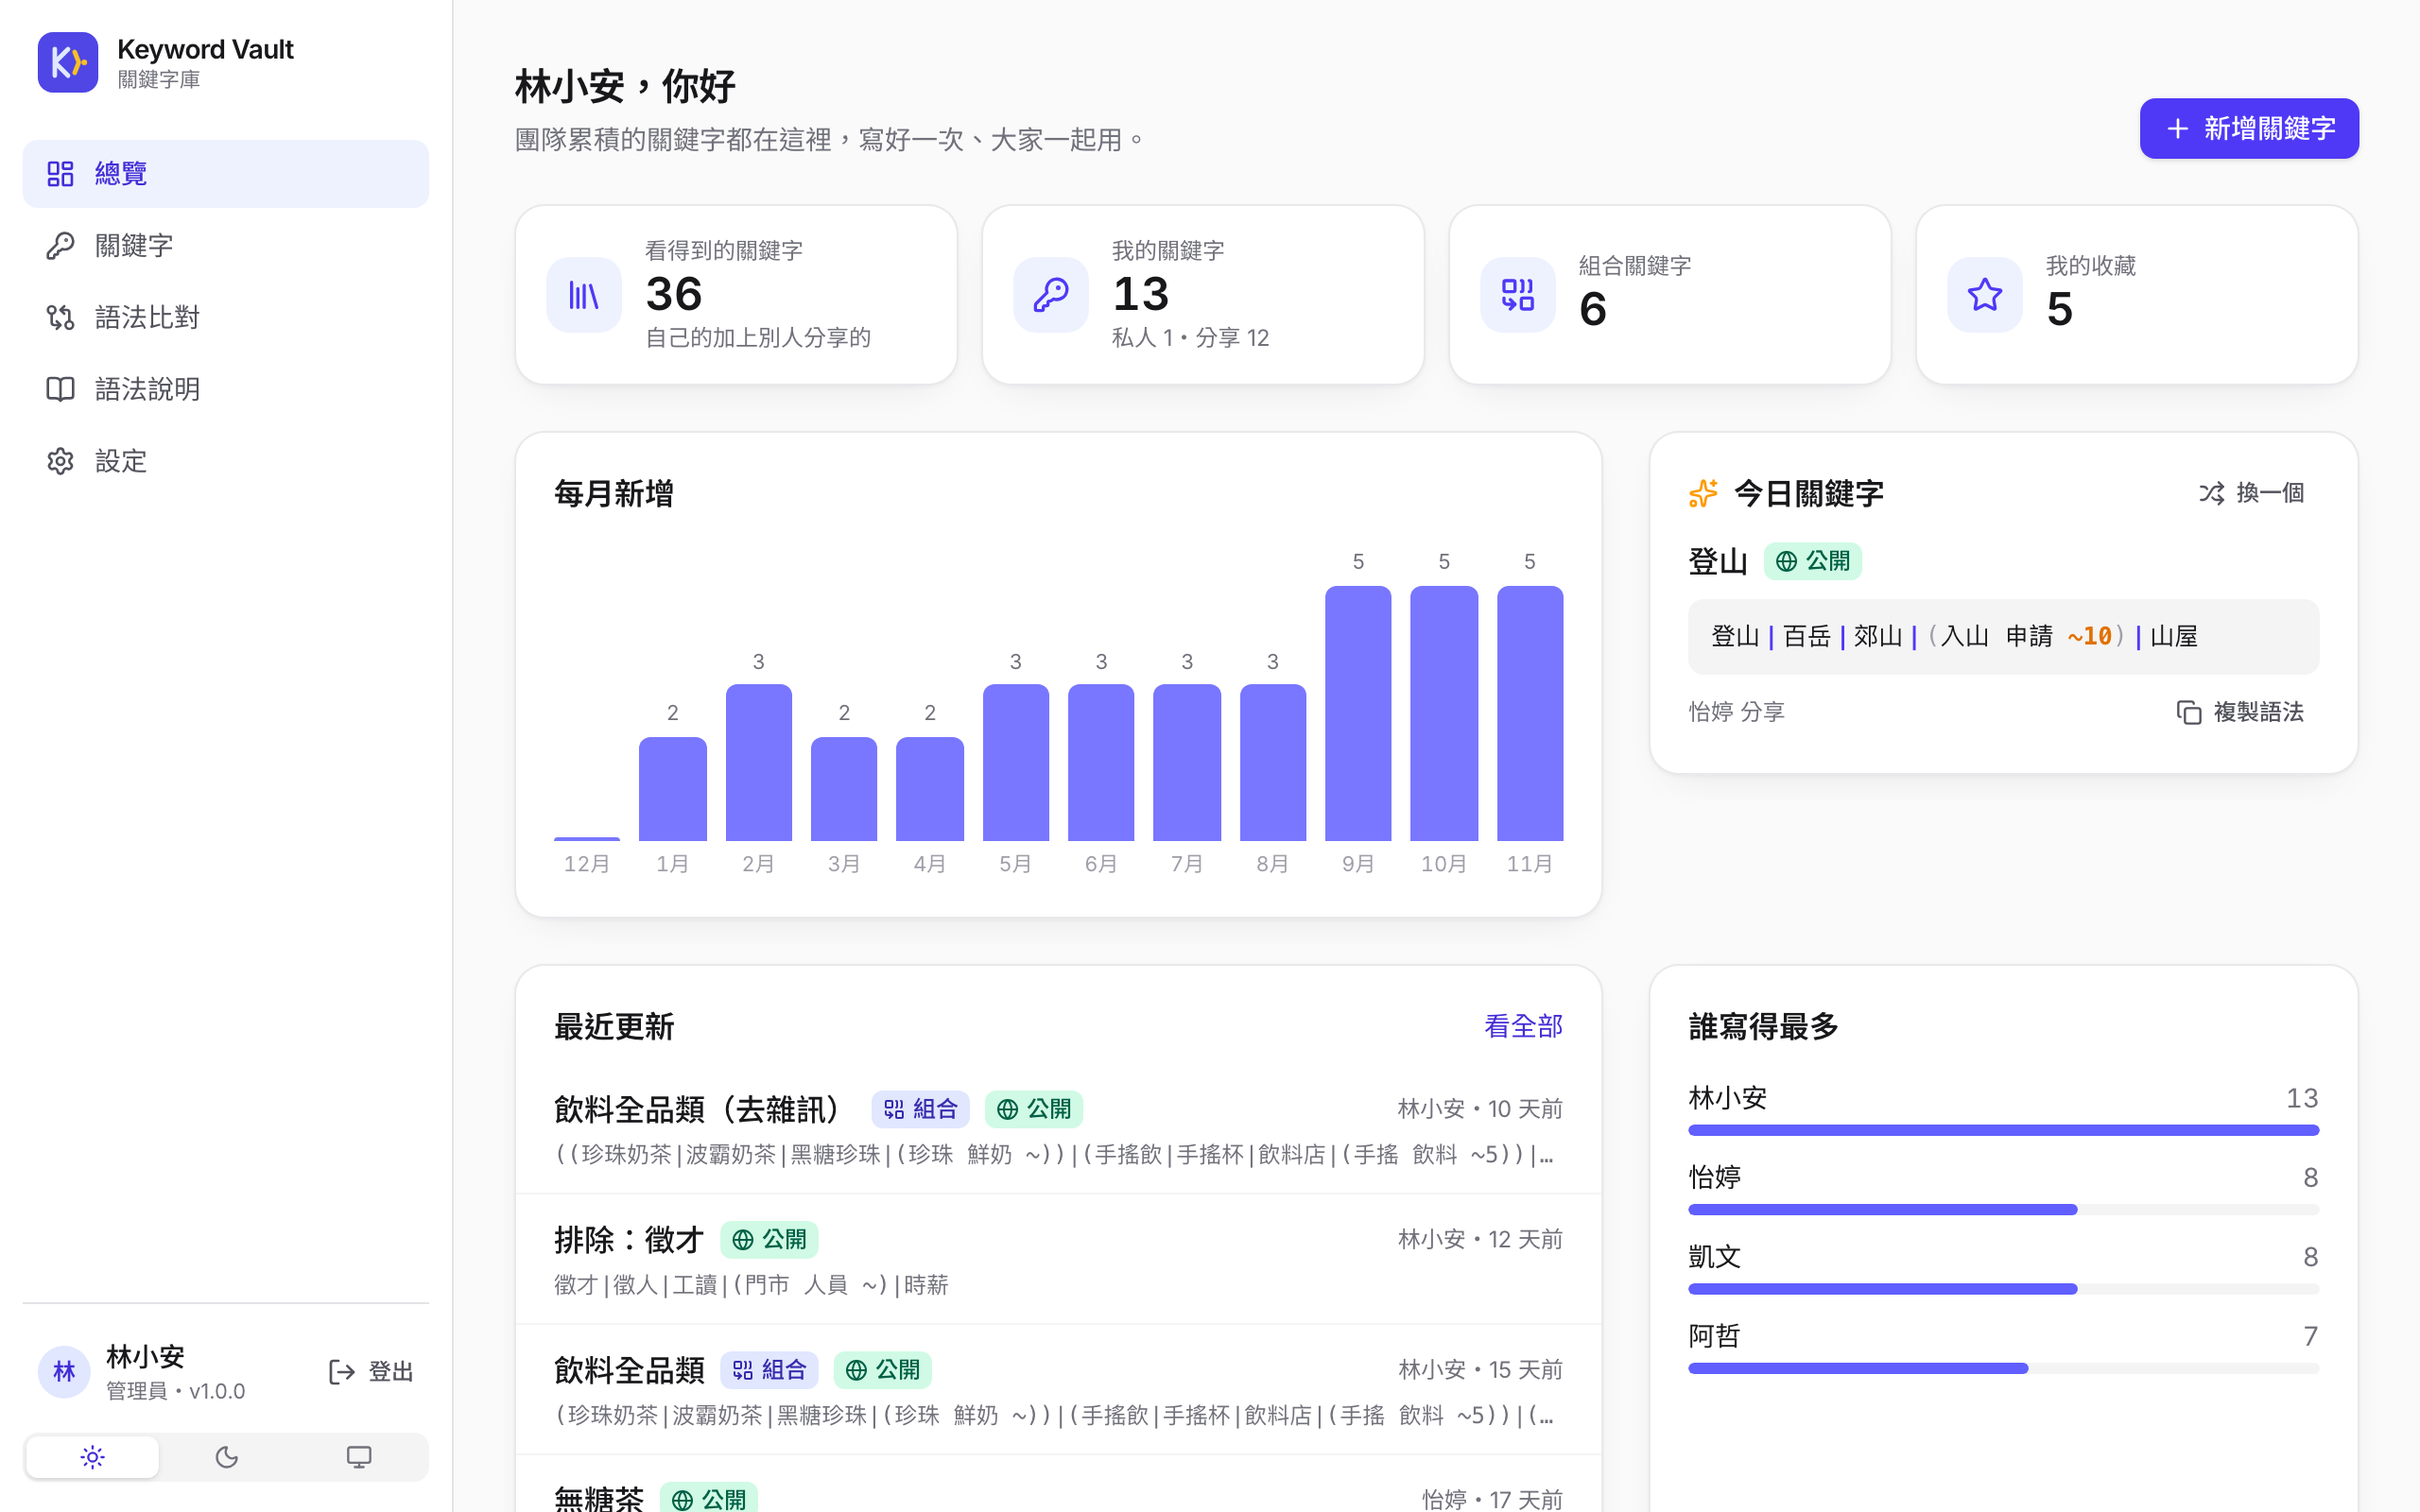 Keyword Vault
關鍵字庫
總覽
關鍵字
語法比對
語法說明
設定
林
林小安
管理員・v1.0.0
登出
林小安，你好
團隊累積的關鍵字都在這裡，寫好一次、大家一起用。
新增關鍵字
看得到的關鍵字
36
自己的加上別人分享的
我的關鍵字
13
私人 1・分享 12
組合關鍵字
6
我的收藏
5
每月新增
2 3 2 2 3 3 3 3 5 5 5
12月 1月 2月 3月 4月 5月 6月 7月 8月 9月 10月 11月
今日關鍵字
換一個
登山 公開
登山|百岳|郊山|(入山 申請 ~10)|山屋
怡婷 分享
複製語法
最近更新
看全部
飲料全品類（去雜訊） 組合 公開 林小安・10 天前
((珍珠奶茶|波霸奶茶|黑糖珍珠|(珍珠 鮮奶 ~))|(手搖飲|手搖杯|飲料店|(手搖 飲料 ~5))|…
排除：徵才 公開 林小安・12 天前
徵才|徵人|工讀|(門市 人員 ~)|時薪
飲料全品類 組合 公開 林小安・15 天前
(珍珠奶茶|波霸奶茶|黑糖珍珠|(珍珠 鮮奶 ~))|(手搖飲|手搖杯|飲料店|(手搖 飲料 ~5))|(…
無糖茶 公開 怡婷・17 天前
誰寫得最多
林小安 13
怡婷 8
凱文 8
阿哲 7